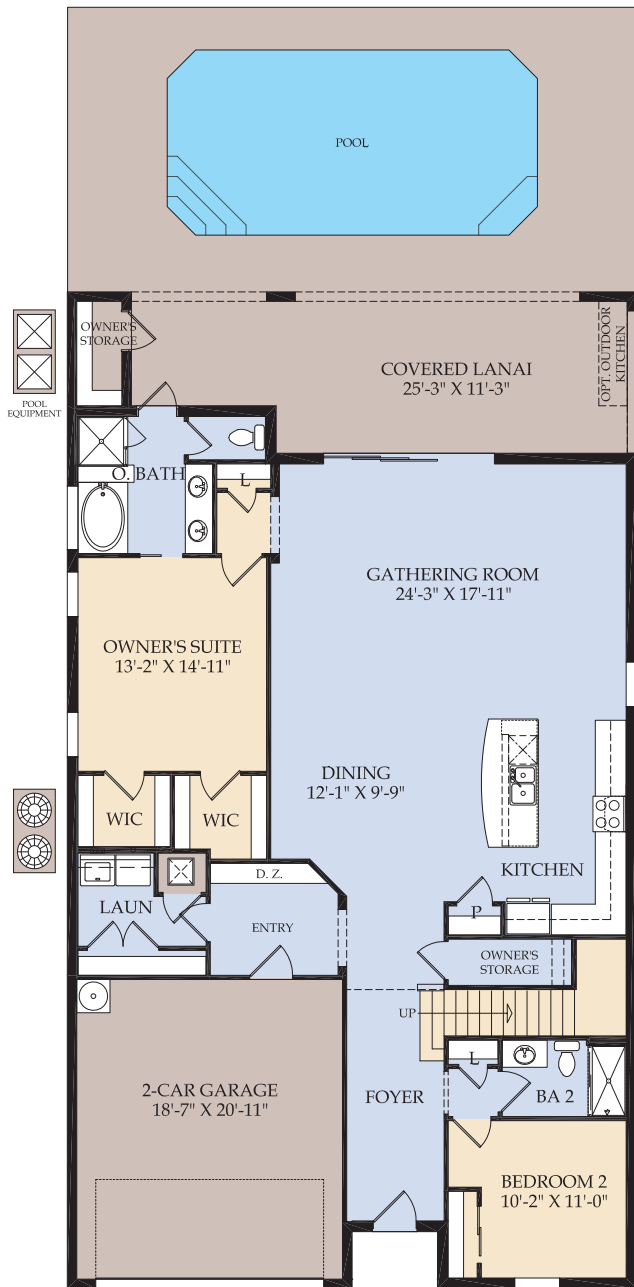 POOL
OWNER'S
STORAGE
COVERED LANAI
25'-3" X 11'-3"
OPT. OUTDOOR
KITCHEN
POOL
EQUIPMENT
O. BATH
L
GATHERING ROOM
24'-3" X 17'-11"
OWNER'S SUITE
13'-2" X 14'-11"
DINING
12'-1" X 9'-9"
WIC
WIC
KITCHEN
D. Z.
LAUN
P
ENTRY
OWNER'S
STORAGE
UP
L
2-CAR GARAGE
18'-7" X 20'-11"
FOYER
BA 2
BEDROOM 2
10'-2" X 11'-0"